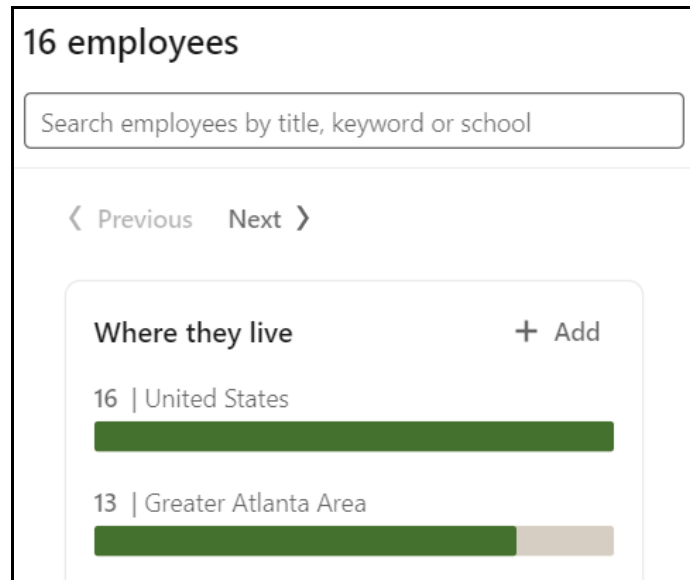 16 employees
Search employees by title, keyword or school
Previous Next
Where they live + Add
16 | United States
13 | Greater Atlanta Area